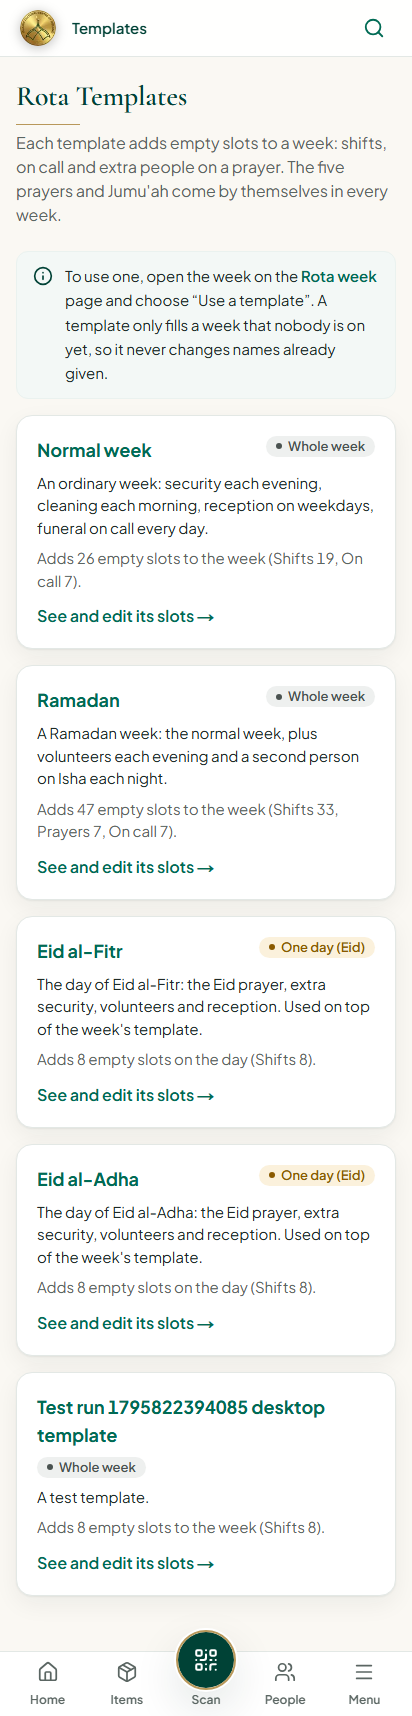 Templates
Rota Templates
Each template adds empty slots to a week: shifts,
on call and extra people on a prayer. The five
prayers and Jumu'ah come by themselves in every
week.
To use one, open the week on the Rota week
page and choose “Use a template”. A
template only fills a week that nobody is on
yet, so it never changes names already
given.
Normal week
Whole week
An ordinary week: security each evening,
cleaning each morning, reception on weekdays,
funeral on call every day.
Adds 26 empty slots to the week (Shifts 19, On
call 7).
See and edit its slots →
Ramadan
Whole week
A Ramadan week: the normal week, plus
volunteers each evening and a second person
on Isha each night.
Adds 47 empty slots to the week (Shifts 33,
Prayers 7, On call 7).
See and edit its slots →
Eid al-Fitr
One day (Eid)
The day of Eid al-Fitr: the Eid prayer, extra
security, volunteers and reception. Used on top
of the week's template.
Adds 8 empty slots on the day (Shifts 8).
See and edit its slots →
Eid al-Adha
One day (Eid)
The day of Eid al-Adha: the Eid prayer, extra
security, volunteers and reception. Used on top
of the week's template.
Adds 8 empty slots on the day (Shifts 8).
See and edit its slots →
Test run 1795822394085 desktop
template
Whole week
A test template.
Adds 8 empty slots to the week (Shifts 8).
See and edit its slots →
Home
Items
Scan
People
Menu